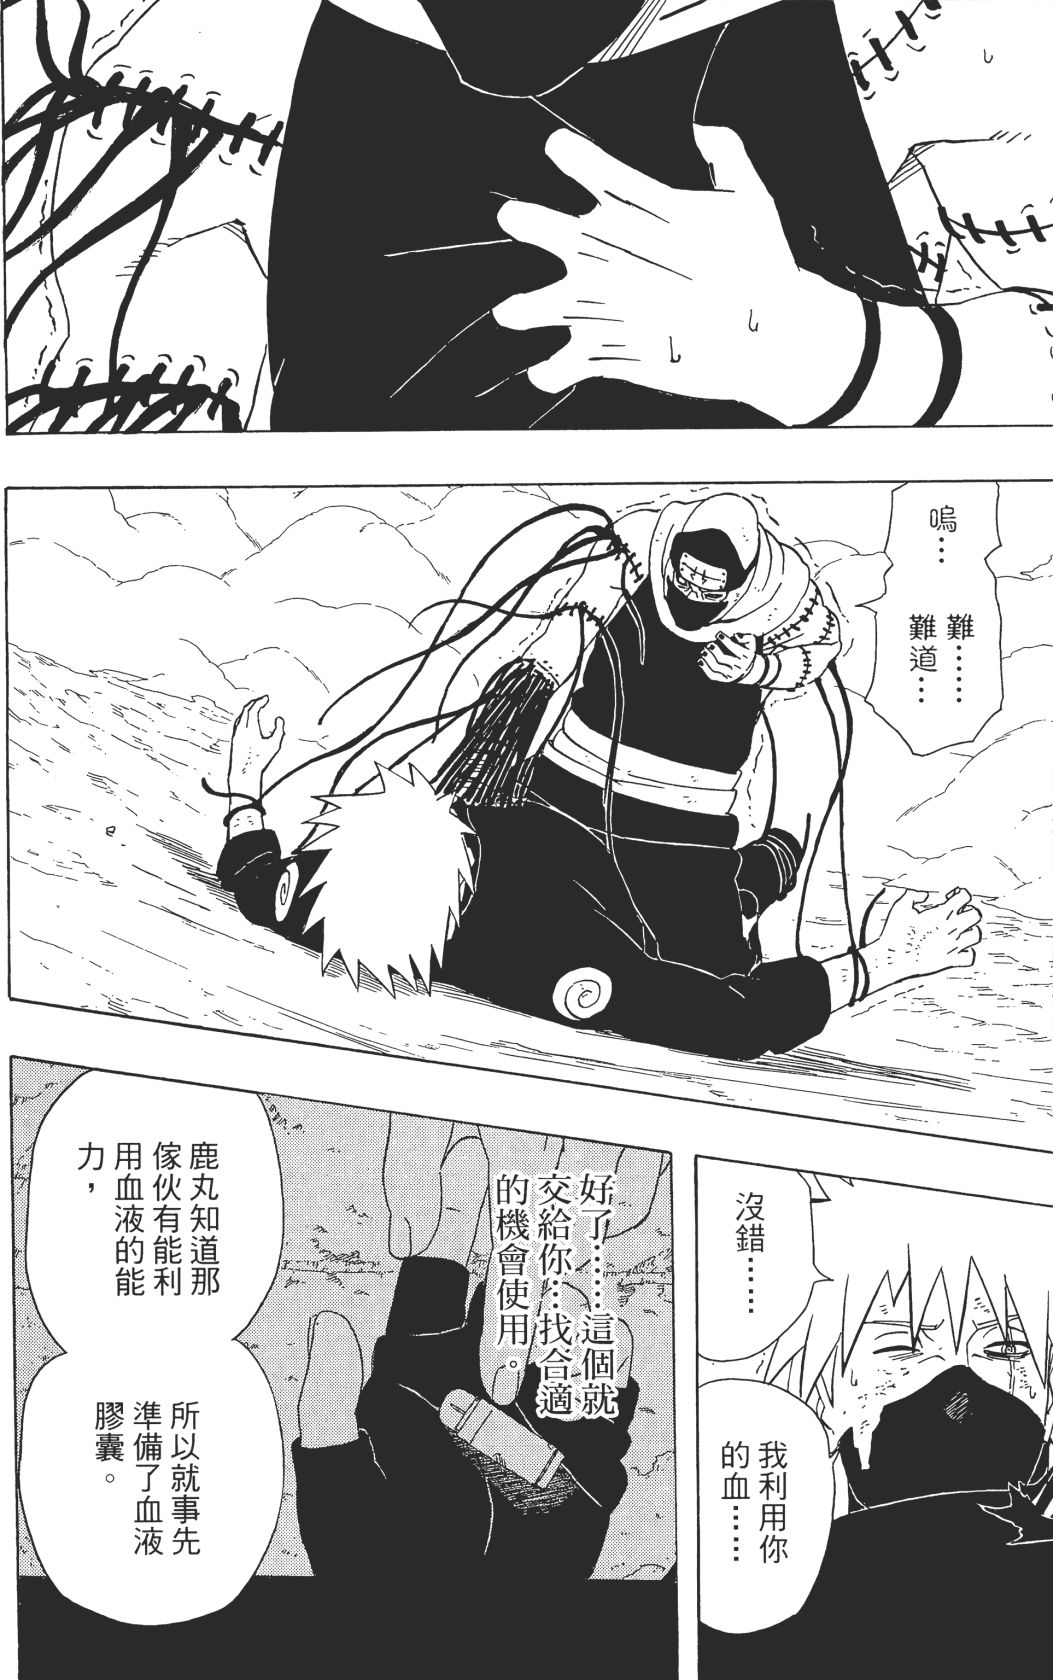 嗚…
難……
難道…
沒錯……
我利用你
的血……
好了……這個就
交給你…找合適
的機會使用。
鹿丸知道那
傢伙有能利
用血液的能
力，
所以就事先
準備了血液
膠囊。